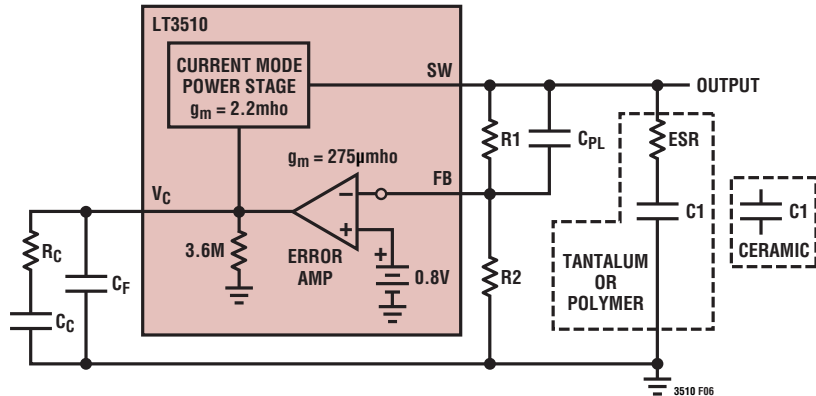 LT3510
CURRENT MODE
POWER STAGE
gm = 2.2mho
SW
OUTPUT
R1
CPL
ESR
gm = 275µmho
FB
VC
C1
C1
CERAMIC
RC
CF
3.6M
ERROR
AMP
0.8V
R2
TANTALUM
OR
POLYMER
CC
3510 F06